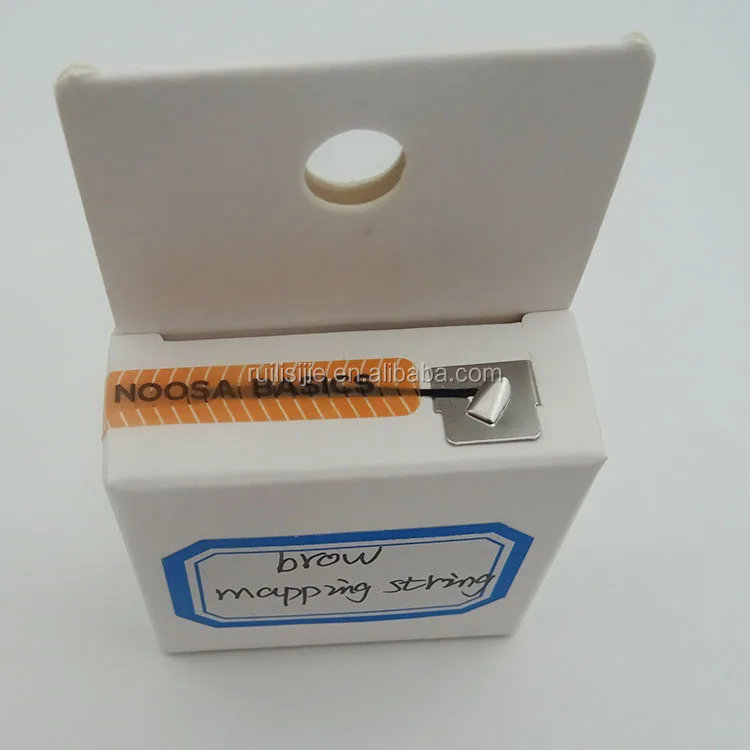 ruilisijie.en.alibaba.com
NOOSA BASICS
brow
mapping string